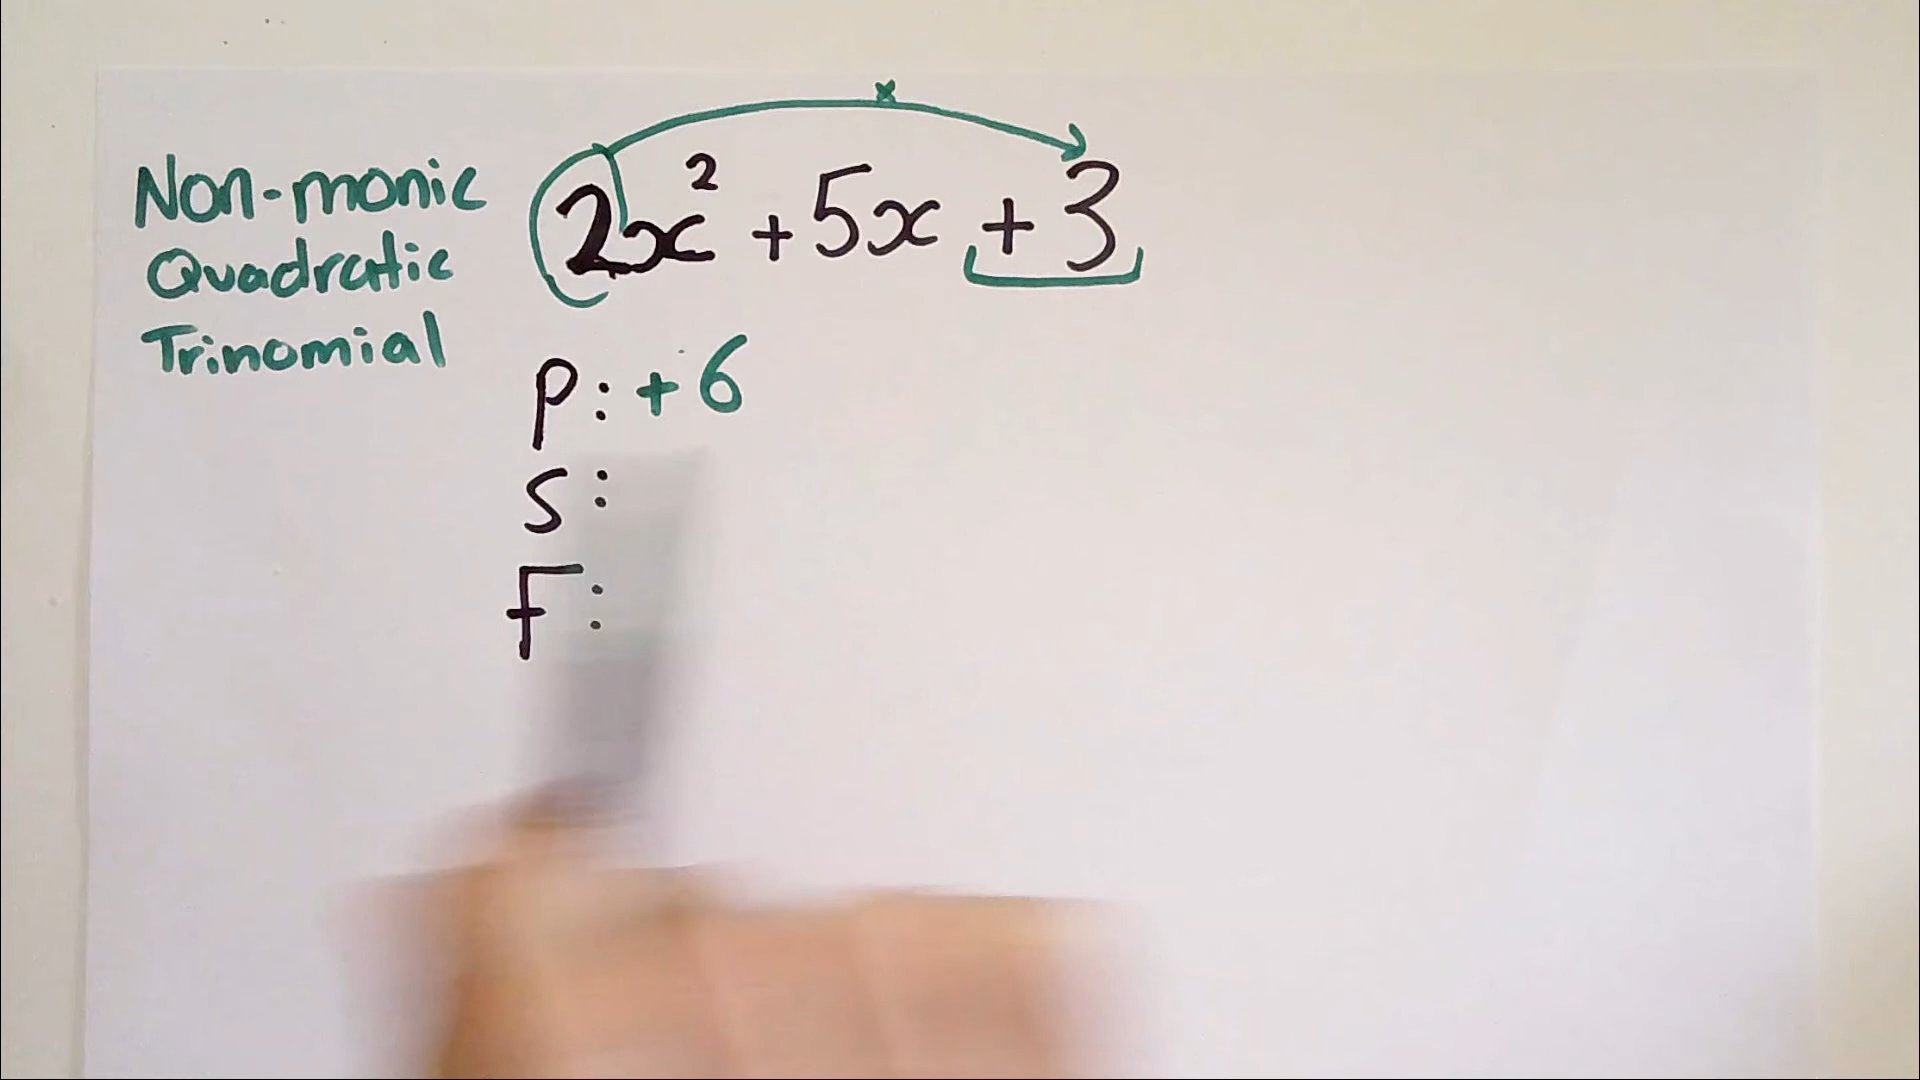 Non-monic
Quadratic
Trinomial
×
2x² + 5x + 3
P: +6
S:
F: